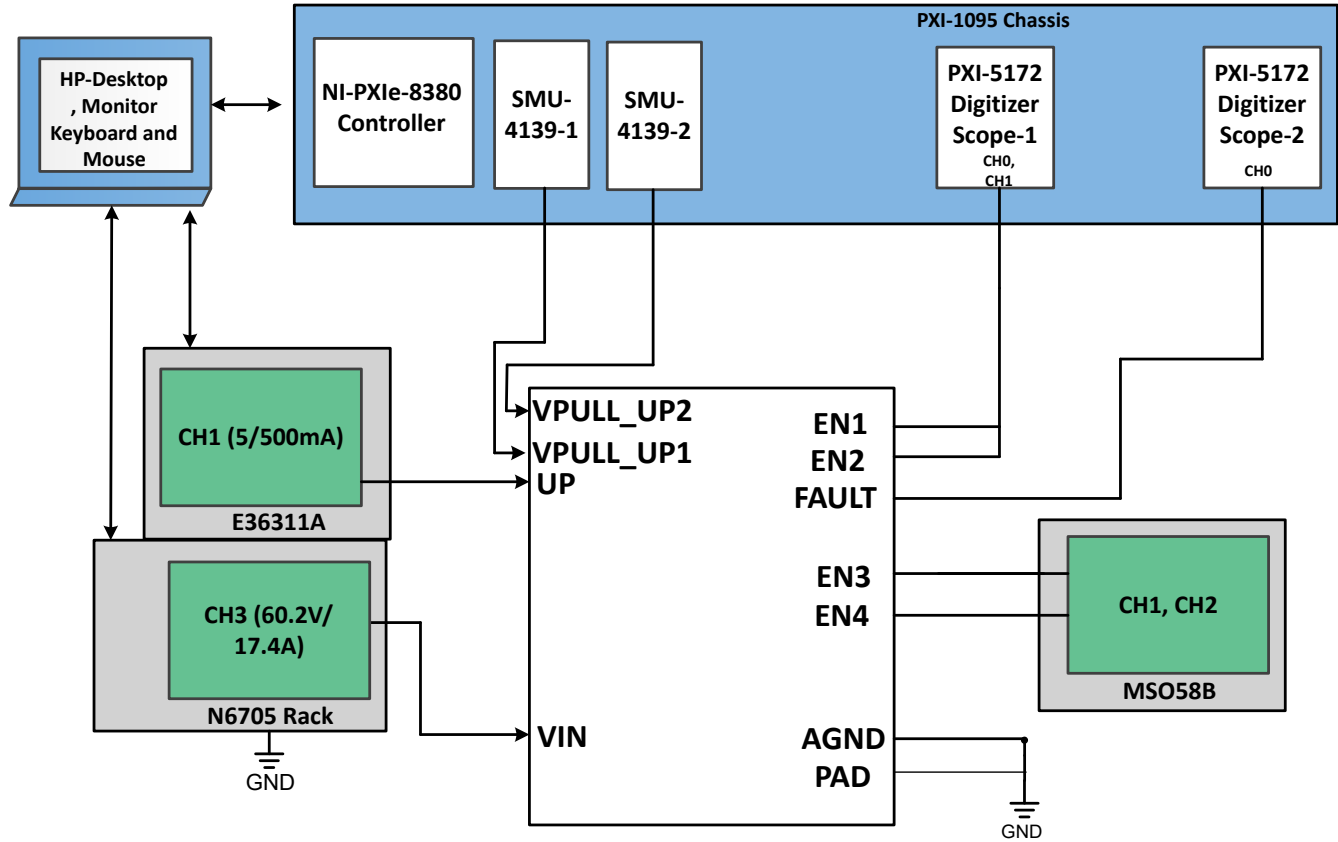 PXI-1095 Chassis
HP-Desktop
, Monitor
Keyboard and
Mouse
NI-PXIe-8380
Controller
SMU-
4139-1
SMU-
4139-2
PXI-5172
Digitizer
Scope-1
CH0,
CH1
PXI-5172
Digitizer
Scope-2
CH0
CH1 (5/500mA)
E36311A
CH3 (60.2V/
17.4A)
N6705 Rack
GND
VPULL_UP2
VPULL_UP1
UP
VIN
EN1
EN2
FAULT
EN3
EN4
AGND
PAD
CH1, CH2
MSO58B
GND